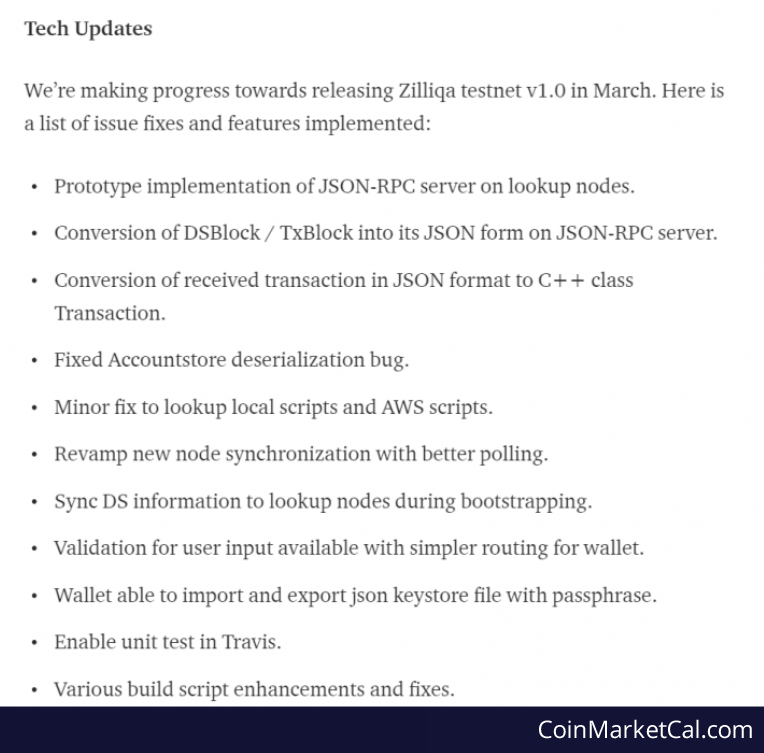 Tech Updates
We’re making progress towards releasing Zilliqa testnet v1.0 in March. Here is
a list of issue fixes and features implemented:
• Prototype implementation of JSON-RPC server on lookup nodes.
• Conversion of DSBlock / TxBlock into its JSON form on JSON-RPC server.
• Conversion of received transaction in JSON format to C++ class
Transaction.
• Fixed Accountstore deserialization bug.
• Minor fix to lookup local scripts and AWS scripts.
• Revamp new node synchronization with better polling.
• Sync DS information to lookup nodes during bootstrapping.
• Validation for user input available with simpler routing for wallet.
• Wallet able to import and export json keystore file with passphrase.
• Enable unit test in Travis.
• Various build script enhancements and fixes.
CoinMarketCal.com